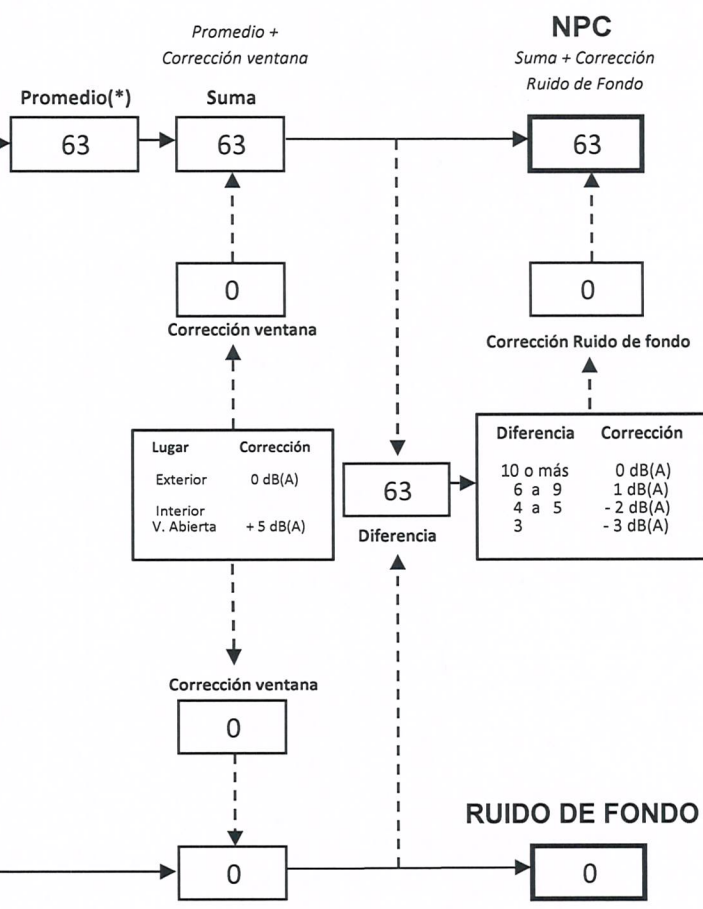 Promedio +
Corrección ventana
NPC
Suma + Corrección
Ruido de Fondo
Promedio(*)
Suma
63
63
63
0
Corrección ventana
0
Corrección Ruido de fondo
Lugar Corrección
Exterior 0 dB(A)
Interior
V. Abierta + 5 dB(A)
63
Diferencia
Diferencia Corrección
10 o más 0 dB(A)
6 a 9 1 dB(A)
4 a 5 - 2 dB(A)
3 - 3 dB(A)
Corrección ventana
0
RUIDO DE FONDO
0
0